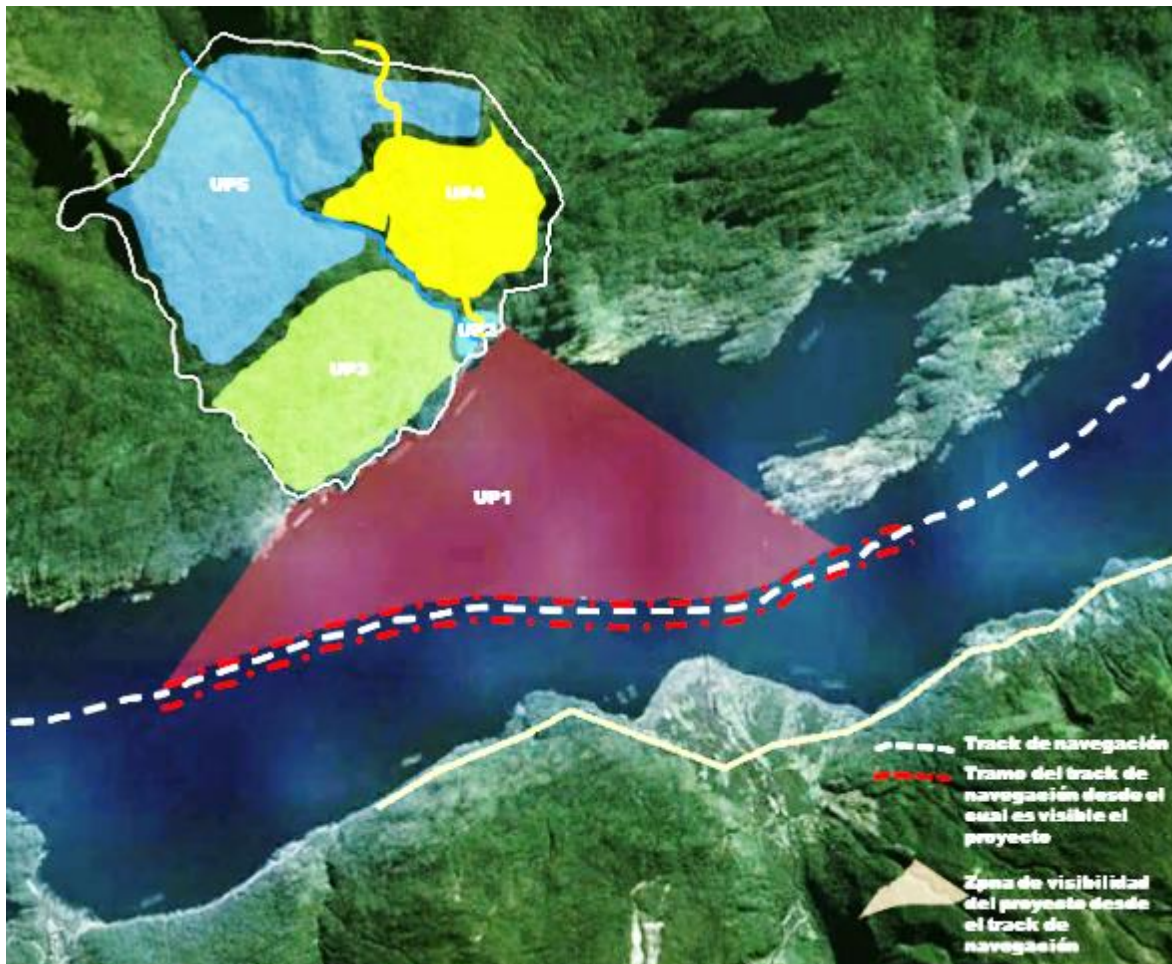 UP5
UP4
UP2
UP3
UP1
Track de navegación
Tramo del track de
navegación desde el
cual es visible el
proyecto
Zona de visibilidad
del proyecto desde
el track de
navegación